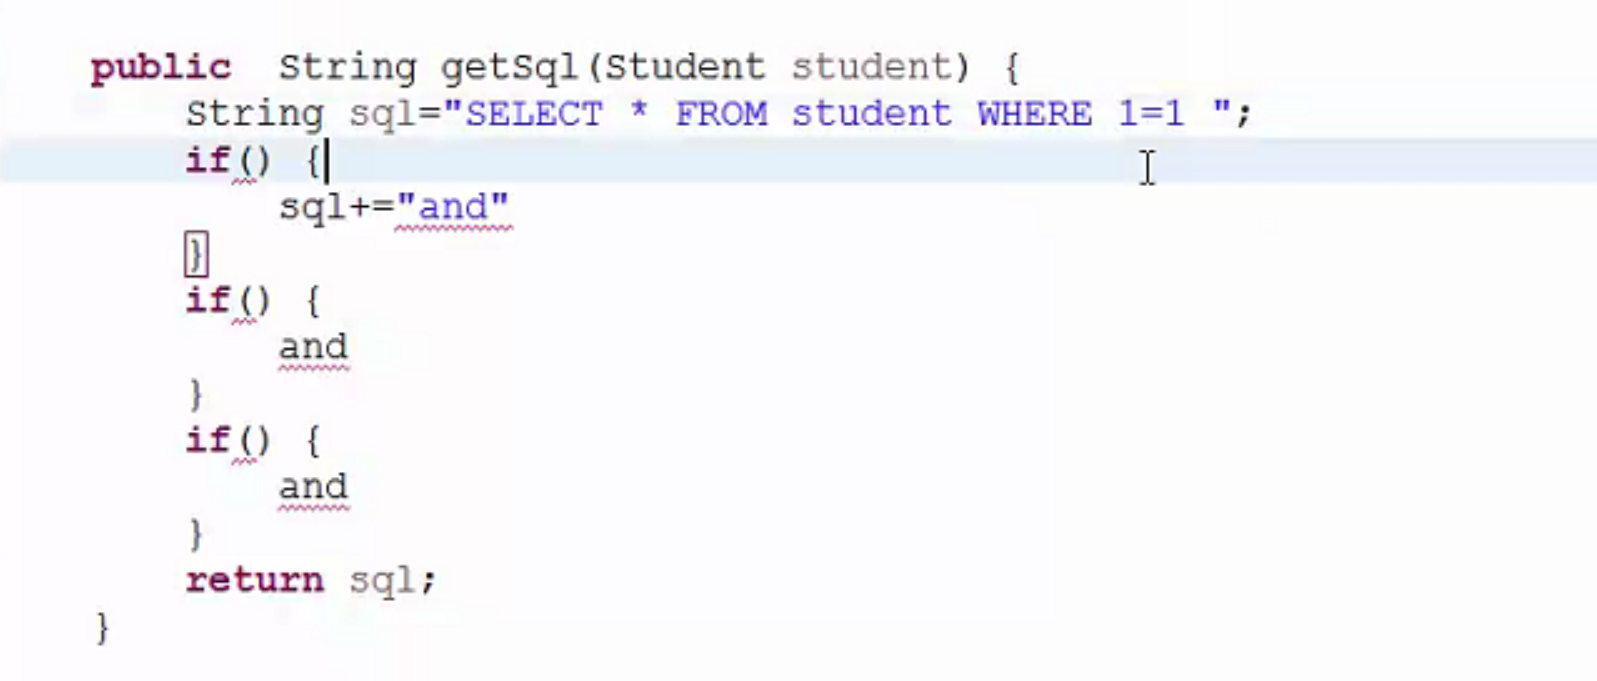 public  String getSql(Student student) {
String sql="SELECT * FROM student WHERE 1=1 ";
if() {
sql+="and"
}
if() {
and
}
if() {
and
}
return sql;
}